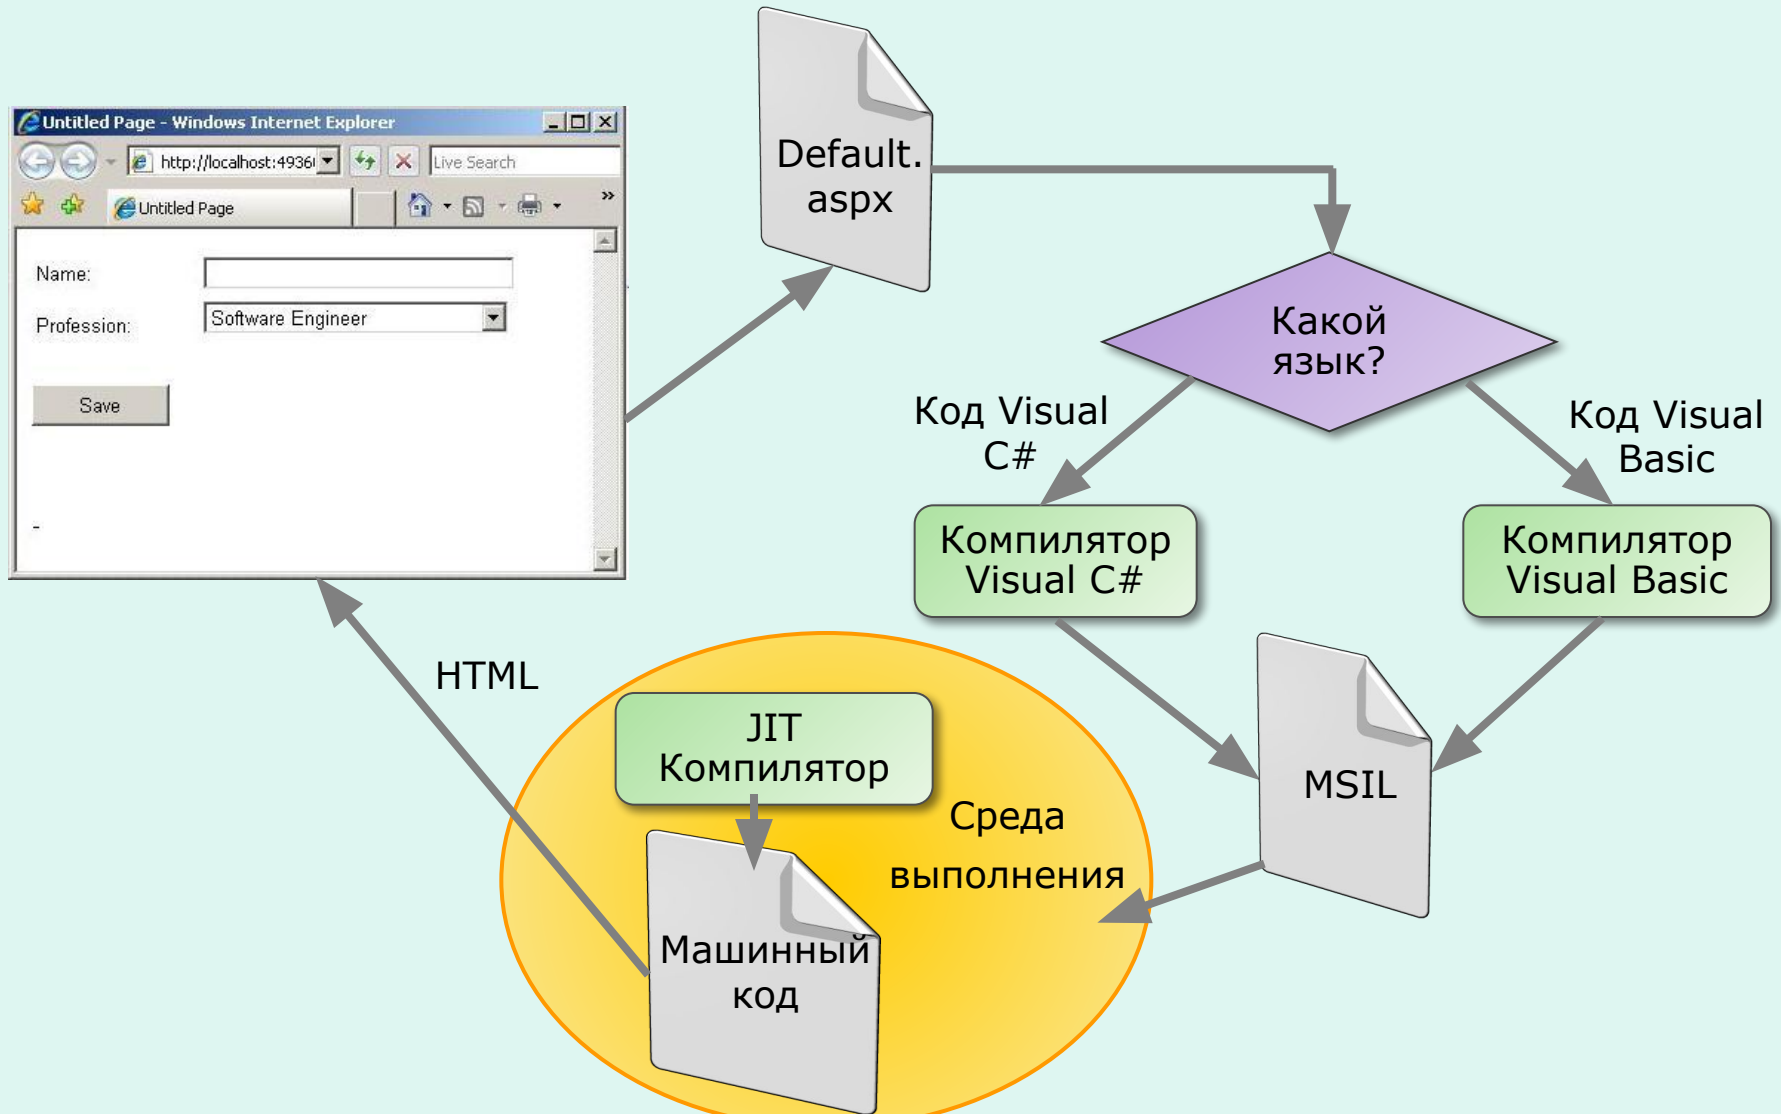 Untitled Page - Windows Internet Explorer
http://localhost:4936
Live Search
Untitled Page
»
Name:
Profession:
Software Engineer
Save
-
Default.
aspx
Какой
язык?
Код Visual
C#
Код Visual
Basic
Компилятор
Visual C#
Компилятор
Visual Basic
HTML
JIT
Компилятор
Среда
выполнения
MSIL
Машинный
код